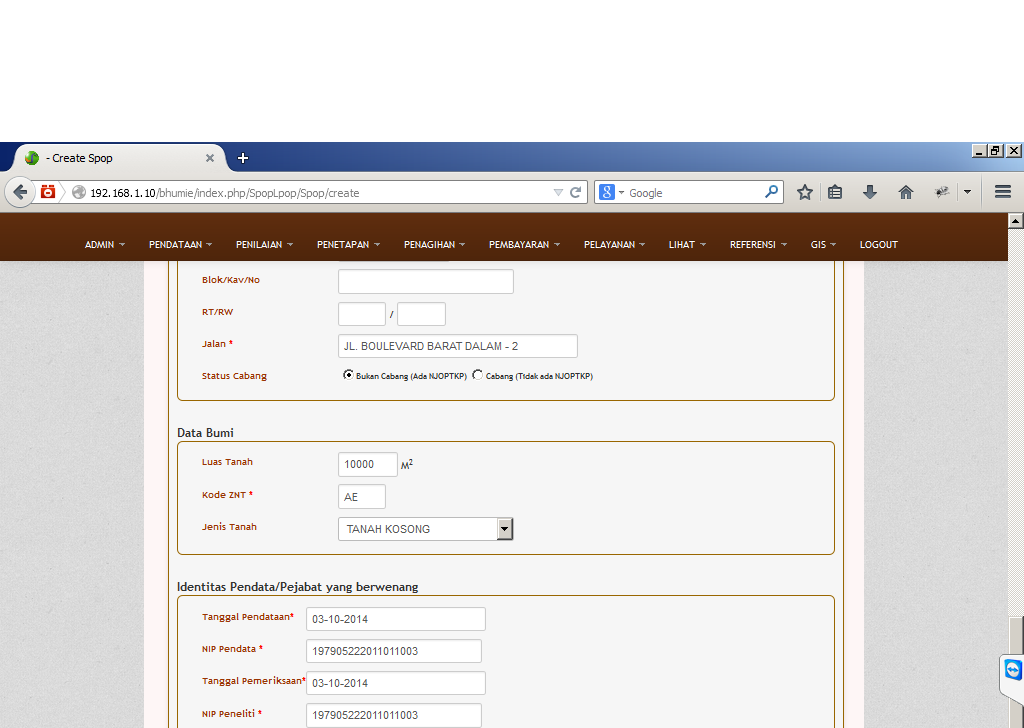 - Create Spop
192.168.1.10/bhumie/index.php/SpopLpop/Spop/create
8 Google
ADMIN PENDATAAN PENILAIAN PENETAPAN PENAGIHAN PEMBAYARAN PELAYANAN LIHAT REFERENSI GIS LOGOUT
Blok/Kav/No
RT/RW /
Jalan * JL. BOULEVARD BARAT DALAM - 2
Status Cabang Bukan Cabang (Ada NJOPTKP) Cabang (Tidak ada NJOPTKP)
Data Bumi
Luas Tanah 10000 M²
Kode ZNT * AE
Jenis Tanah TANAH KOSONG
Identitas Pendata/Pejabat yang berwenang
Tanggal Pendataan* 03-10-2014
NIP Pendata * 197905222011011003
Tanggal Pemeriksaan* 03-10-2014
NIP Peneliti * 197905222011011003